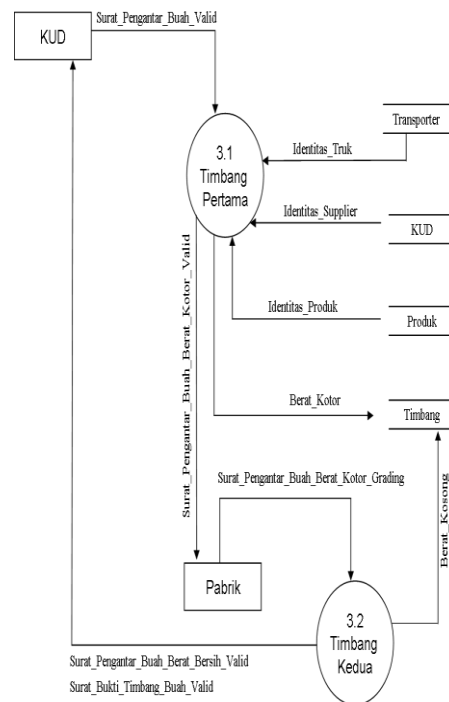 Surat_Pengantar_Buah_Valid
KUD
Transporter
3.1
Timbang
Pertama
Identitas_Truk
Identitas_Supplier
KUD
Identitas_Produk
Produk
Surat_Pengantar_Buah_Berat_Kotor_Valid
Berat_Kotor
Timbang
Berat_Kosong
Surat_Pengantar_Buah_Berat_Kotor_Grading
Pabrik
3.2
Timbang
Kedua
Surat_Pengantar_Buah_Berat_Bersih_Valid
Surat_Bukti_Timbang_Buah_Valid